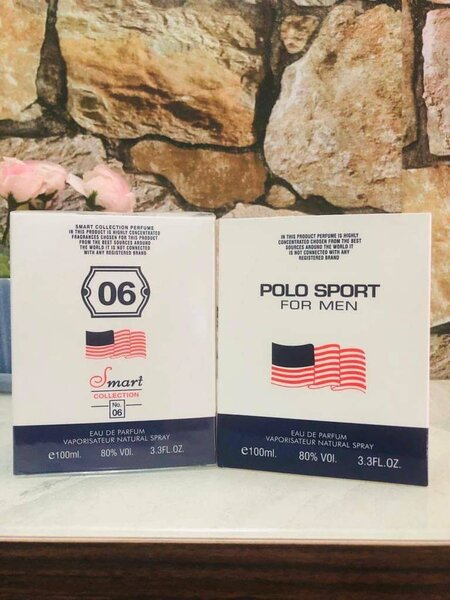 SMART COLLECTION PERFUME
IN THIS PRODUCT IS HIGHLY CONCENTRATED
FRAGRANCES CHOSEN FOR THIS PRODUCT
FROM THE BEST SOURCES AROUND
THE WORLD IT IS NOT CONNECTED
WITH ANY REGISTERED BRAND
06
Smart
COLLECTION
No.
06
EAU DE PARFUM
VAPORISATEUR NATURAL SPRAY
e100ml. 80% VOl. 3.3FL.OZ.
IN THIS PRODUCT PERFUME IS HIGHLY
CONCENTRATED CHOSEN FROM THE BEST
SOURCES AROUND THE WORLD IT
IS NOT CONNECTED WITH ANY
REGISTERED BRAND
POLO SPORT
FOR MEN
EAU DE PARFUM
VAPORISATEUR NATURAL SPRAY
e100ml. 80% VOl. 3.3FL.OZ.